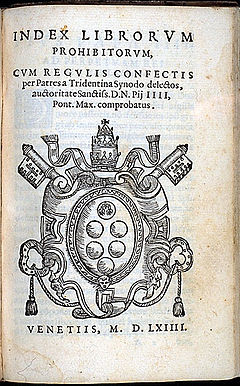 INDEX LIBRORVM
PROHIBITORVM,
CVM REGVLIS CONFECTIS
per Patres a Tridentina Synodo delectos,
auctoritate Sanctiss. D.N. Pij IIII,
Pont. Max. comprobatus.
VENETIIS, M. D. LXIIII.